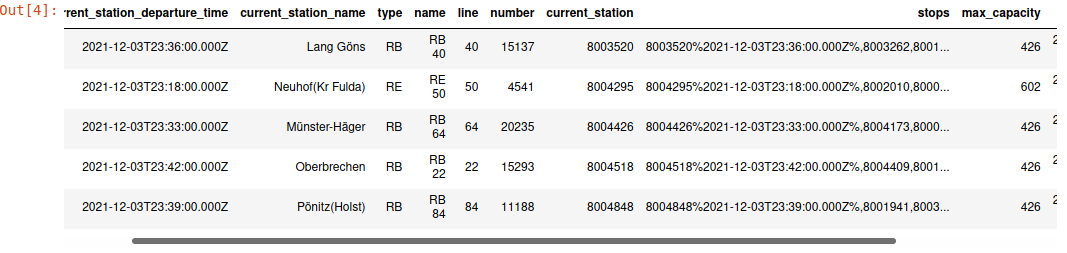 Out[4]: rrent_station_departure_time current_station_name type name line number current_station stops max_capacity
2021-12-03T23:36:00.000Z Lang Göns RB RB 40 40 15137 8003520 8003520%2021-12-03T23:36:00.000Z%,8003262,8001... 426 2
2021-12-03T23:18:00.000Z Neuhof(Kr Fulda) RE RE 50 50 4541 8004295 8004295%2021-12-03T23:18:00.000Z%,8002010,8000... 602 2
2021-12-03T23:33:00.000Z Münster-Häger RB RB 64 64 20235 8004426 8004426%2021-12-03T23:33:00.000Z%,8004173,8000... 426 2
2021-12-03T23:42:00.000Z Oberbrechen RB RB 22 22 15293 8004518 8004518%2021-12-03T23:42:00.000Z%,8004409,8001... 426 2
2021-12-03T23:39:00.000Z Pönitz(Holst) RB RB 84 84 11188 8004848 8004848%2021-12-03T23:39:00.000Z%,8001941,8003... 426 2